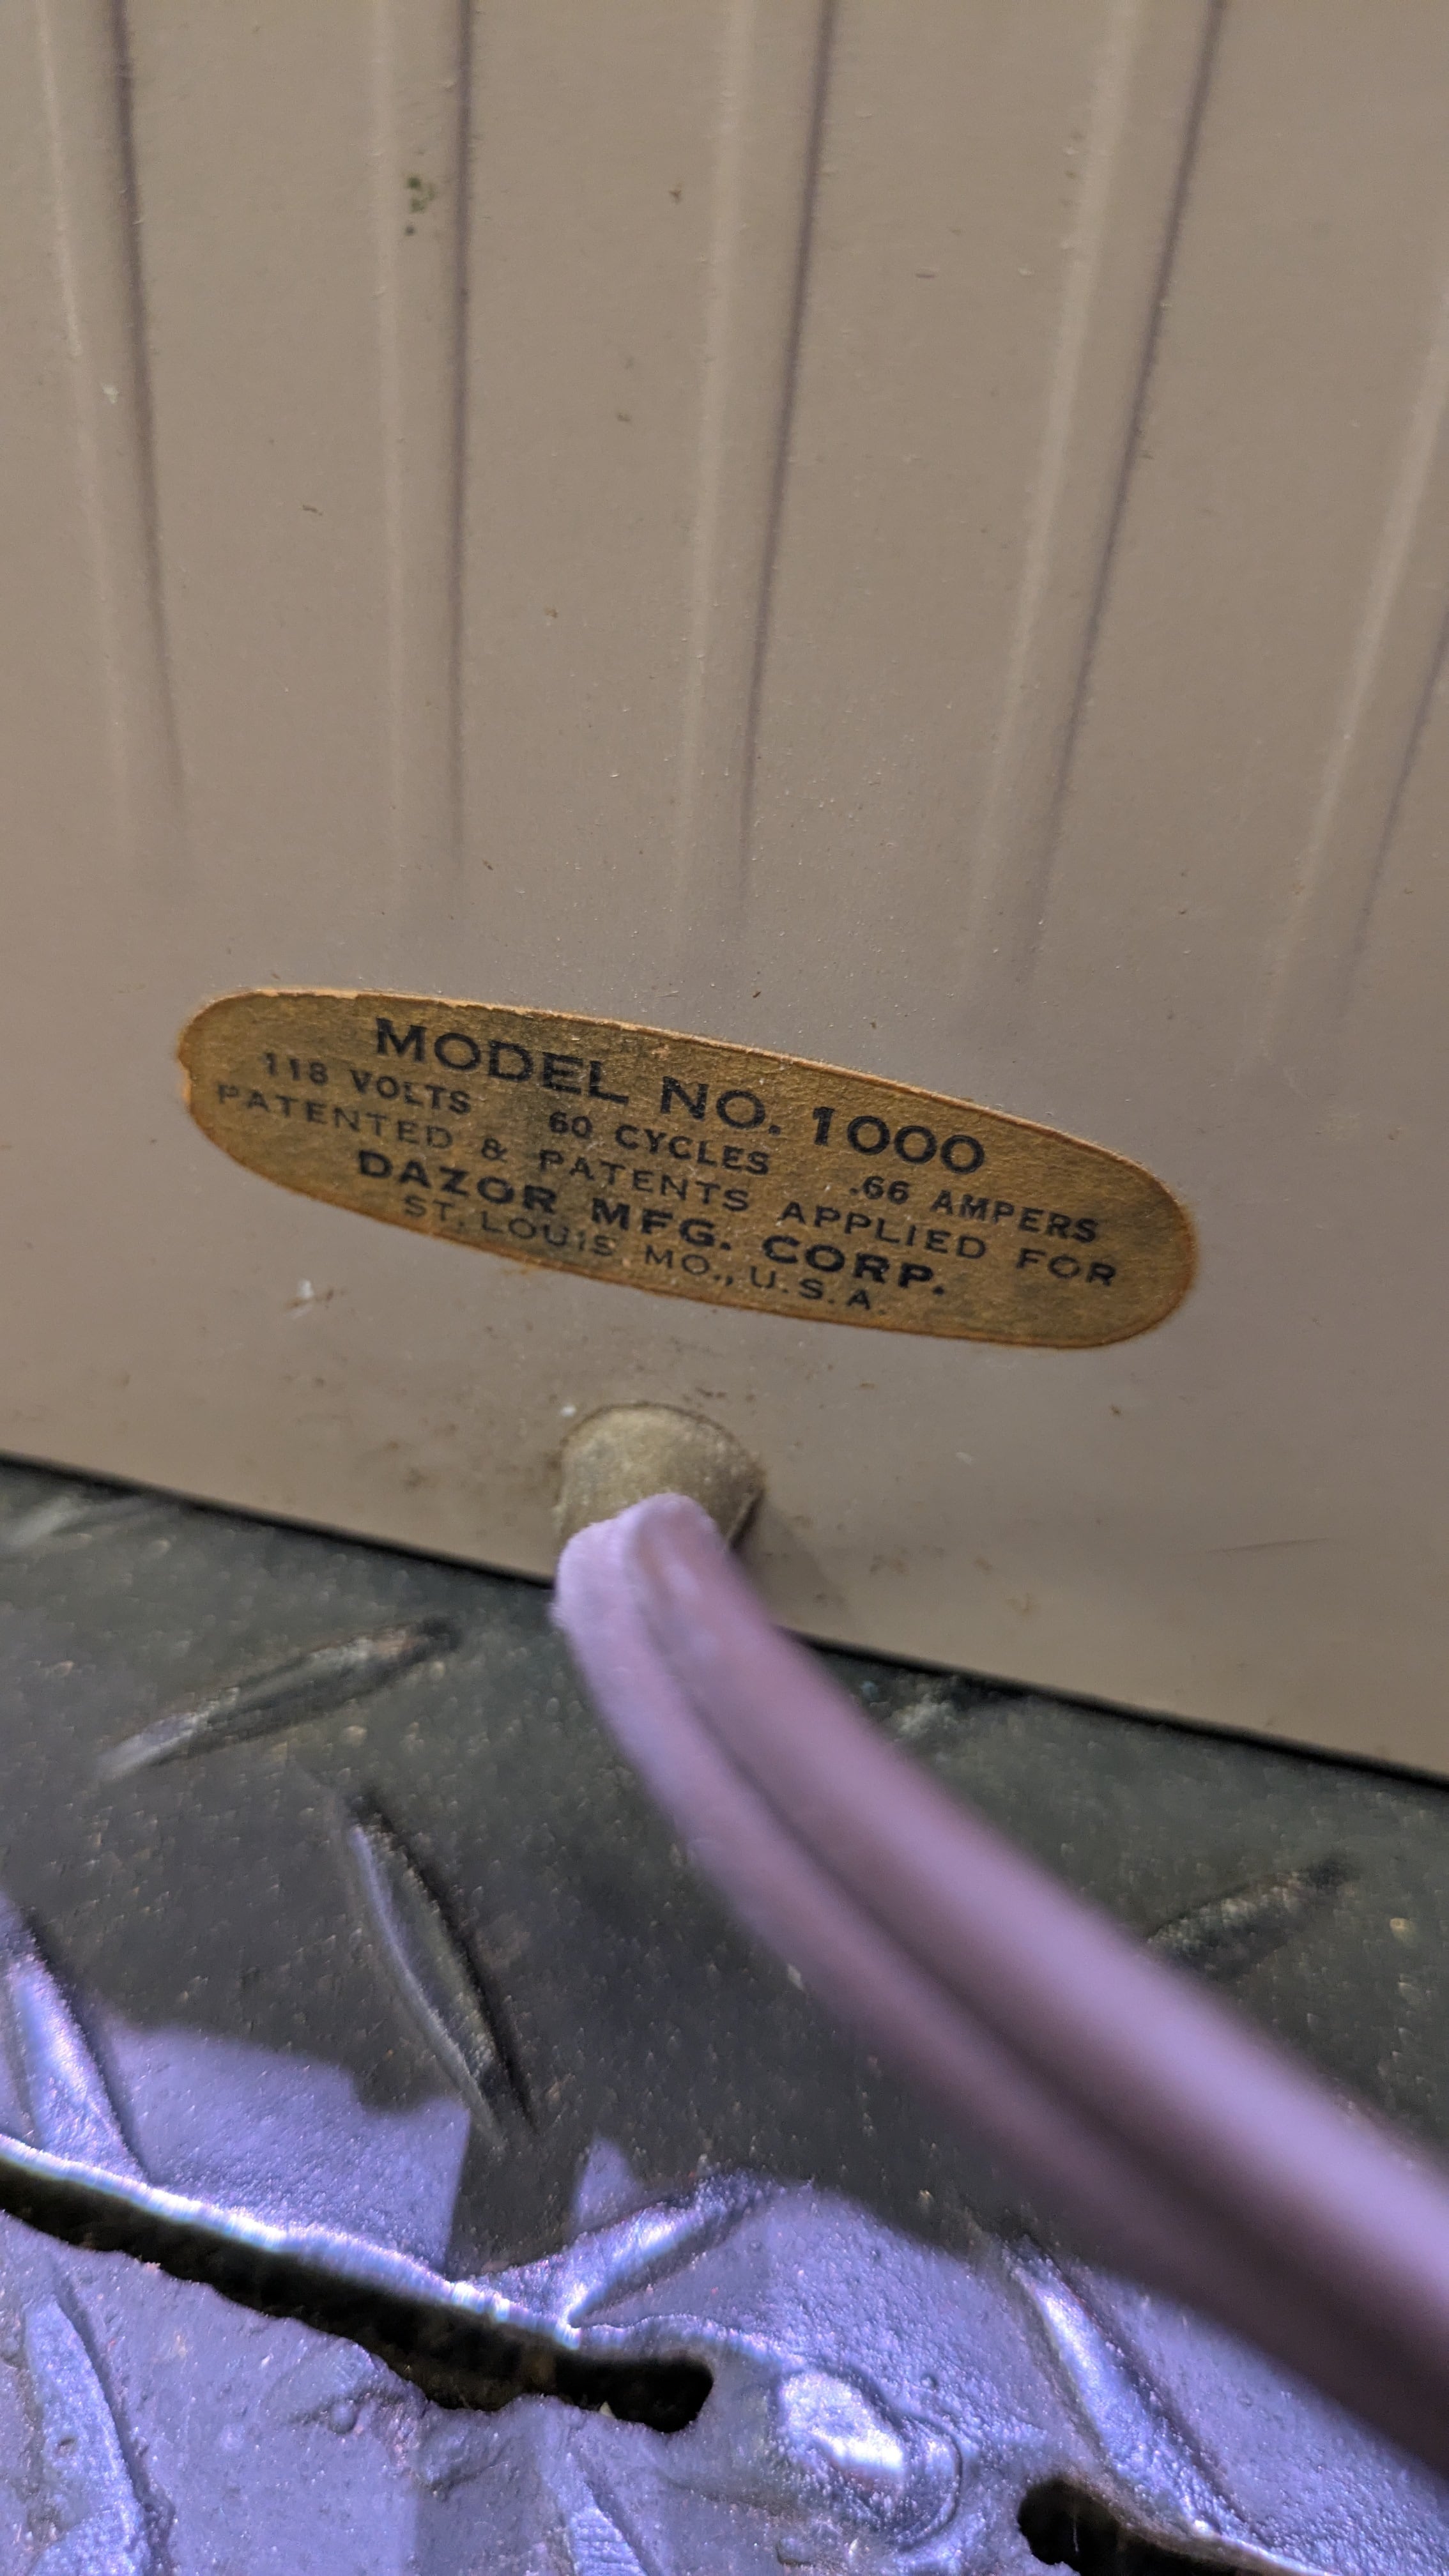 MODEL NO. 1000
118 VOLTS 60 CYCLES .66 AMPERS
PATENTED & PATENTS APPLIED FOR
DAZOR MFG. CORP.
ST. LOUIS MO., U.S.A.